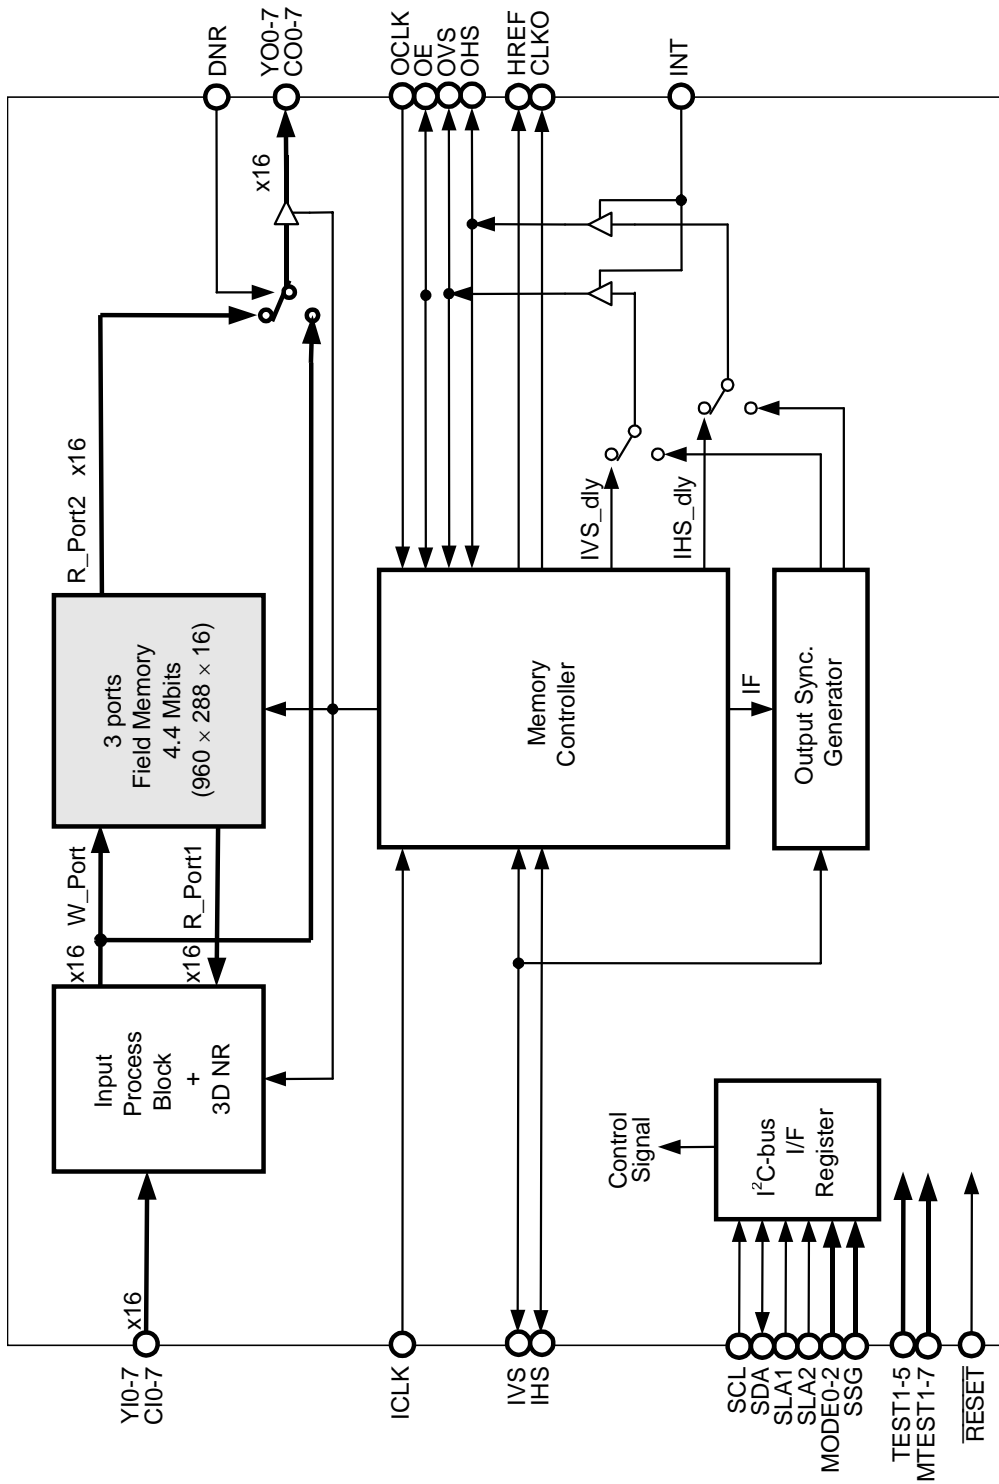 YI0-7
CI0-7
x16
Input
Process
Block
+
3D NR
x16
W_Port
x16
R_Port1
3 ports
Field Memory
4.4 Mbits
(960 × 288 × 16)
R_Port2
x16
x16
DNR
YO0-7
CO0-7
ICLK
OCLK
OE
OVS
OHS
HREF
CLKO
INT
IVS
IHS
Memory
Controller
IVS_dly
IHS_dly
IF
Output Sync.
Generator
Control
Signal
I²C-bus
I/F
Register
SCL
SDA
SLA1
SLA2
MODE0-2
SSG
TEST1-5
MTEST1-7
RESET